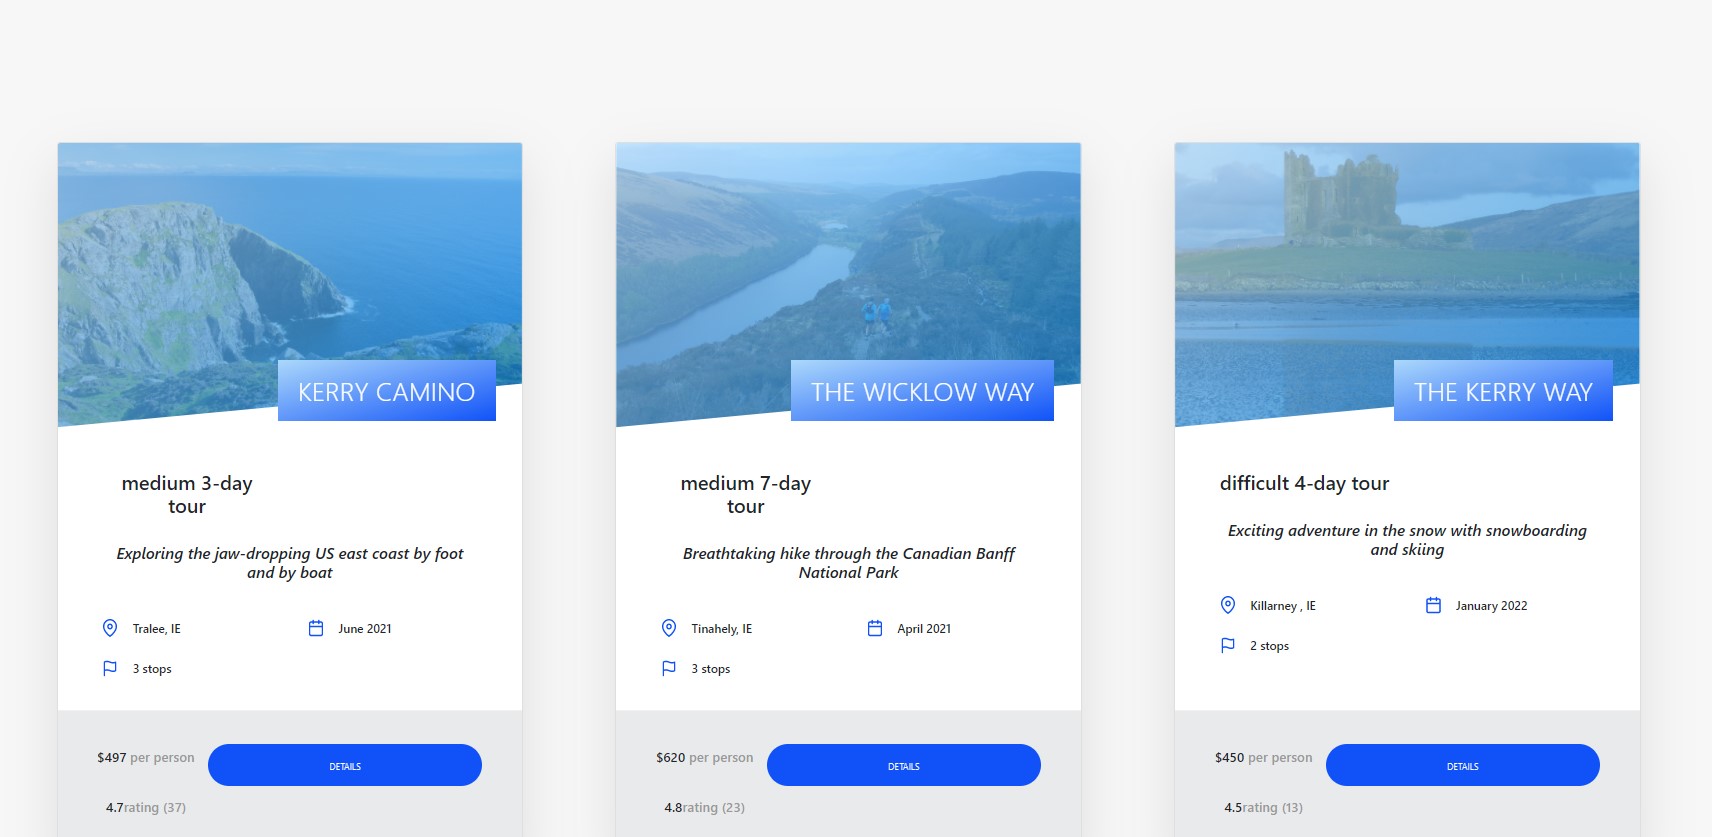 KERRY CAMINO
medium 3-day
tour
Exploring the jaw-dropping US east coast by foot
and by boat
Tralee, IE
June 2021
3 stops
$497 per person
DETAILS
4.7rating (37)
THE WICKLOW WAY
medium 7-day
tour
Breathtaking hike through the Canadian Banff
National Park
Tinahely, IE
April 2021
3 stops
$620 per person
DETAILS
4.8rating (23)
THE KERRY WAY
difficult 4-day tour
Exciting adventure in the snow with snowboarding
and skiing
Killarney , IE
January 2022
2 stops
$450 per person
DETAILS
4.5rating (13)